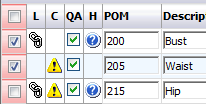 L C QA H POM Descript
200 Bust
205 Waist
215 Hip